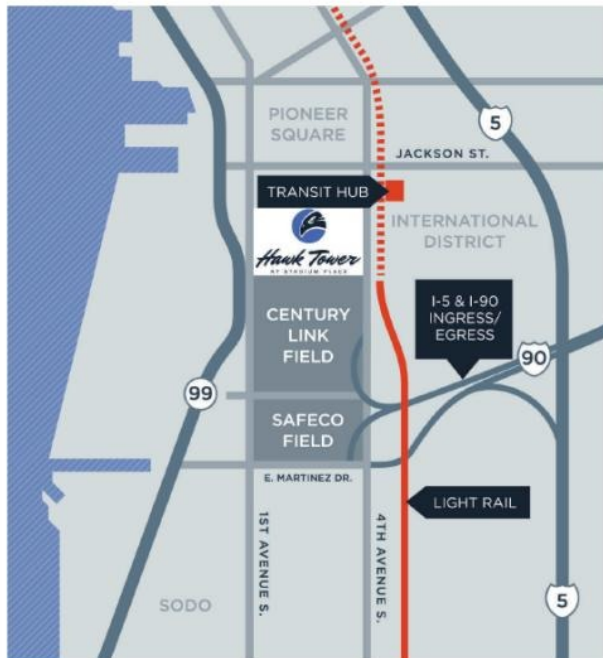 PIONEER
SQUARE
5
JACKSON ST.
TRANSIT HUB
INTERNATIONAL
DISTRICT
Hawk Tower
AT STADIUM PLACE
I-5 & I-90
INGRESS/
EGRESS
CENTURY
LINK
FIELD
90
99
SAFECO
FIELD
E. MARTINEZ DR.
LIGHT RAIL
1ST AVENUE S.
4TH AVENUE S.
SODO
5